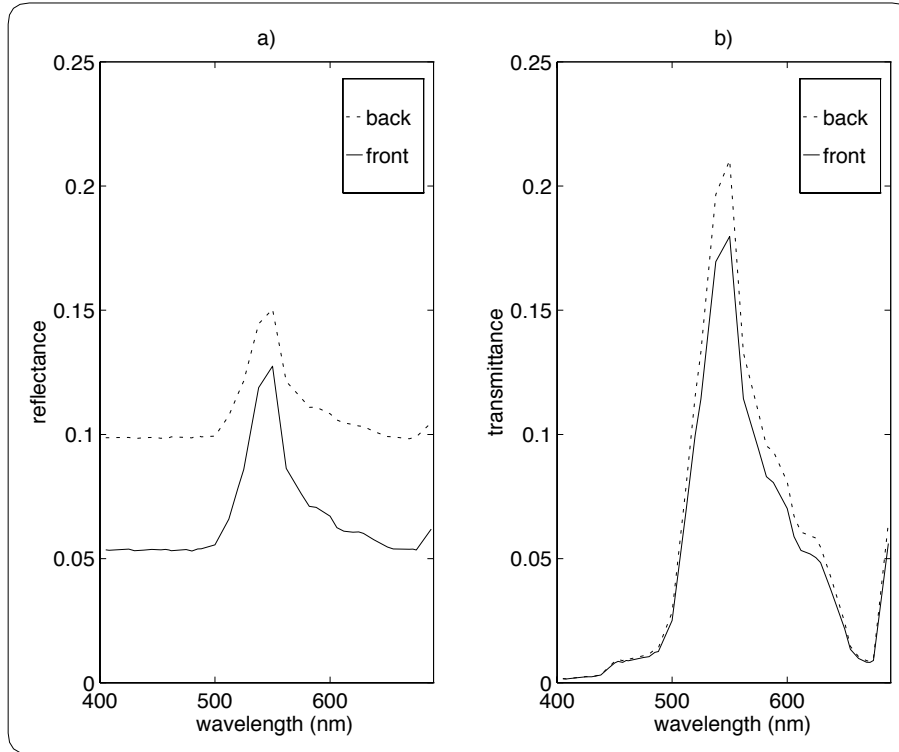 a)
0.25
0.2
0.15
0.1
0.05
0
400
500
600
reflectance
wavelength (nm)
back
front
b)
0.25
0.2
0.15
0.1
0.05
0
400
500
600
transmittance
wavelength (nm)
back
front